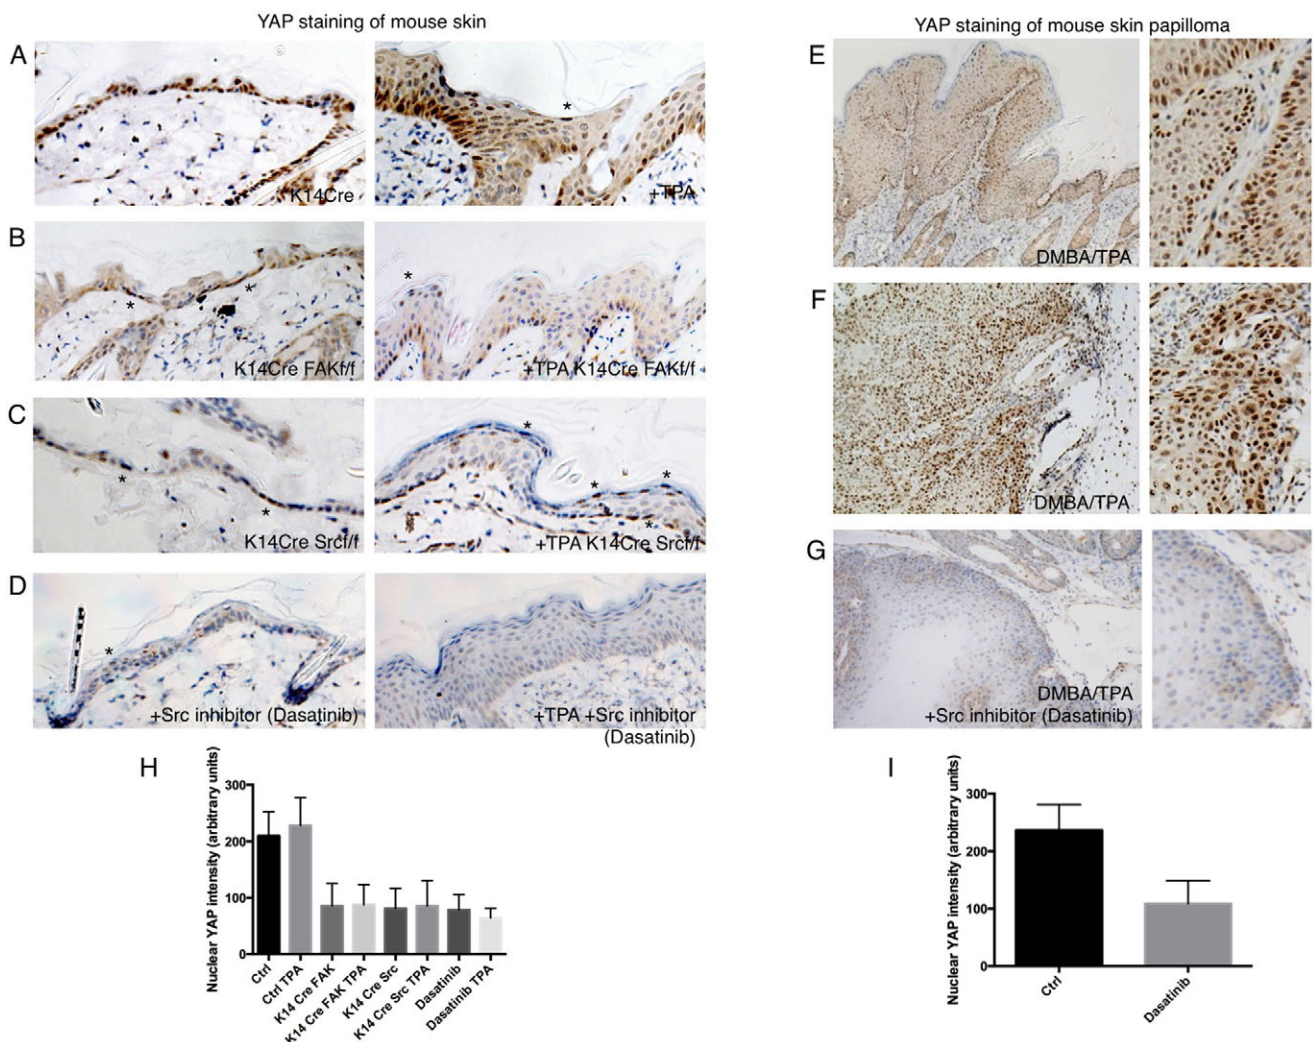 YAP staining of mouse skin
A
K14Cre
*
+TPA
B
*
*
K14Cre FAKf/f
*
+TPA K14Cre FAKf/f
C
*
*
K14Cre Srcf/f
*
*
*
*
+TPA K14Cre Srcf/f
D
*
+Src inhibitor (Dasatinib)
+TPA +Src inhibitor
(Dasatinib)
H
Nuclear YAP intensity (arbitrary units)
300
200
100
0
Ctrl
Ctrl TPA
K14 Cre FAK
K14 Cre FAK TPA
K14 Cre Src
K14 Cre Src TPA
Dasatinib
Dasatinib TPA
YAP staining of mouse skin papilloma
E
DMBA/TPA
F
DMBA/TPA
G
DMBA/TPA
+Src inhibitor (Dasatinib)
I
Nuclear YAP intensity (arbitrary units)
300
200
100
0
Ctrl
Dasatinib